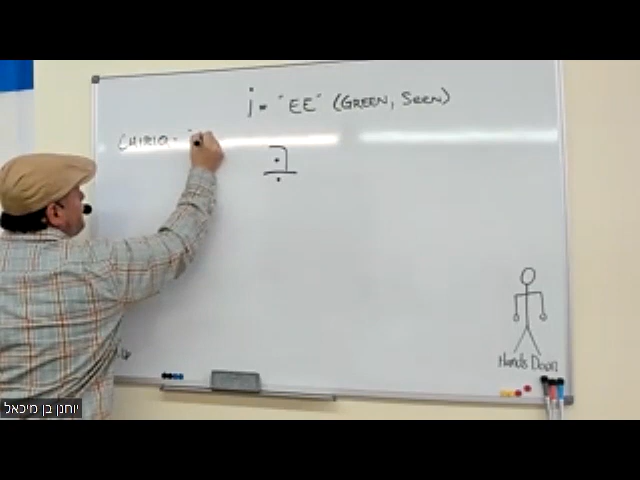 i = "EE" (GREEN, SEEN)
CHIRIQ - "
בּ
Hands Down
יוחנן בן מיכאל